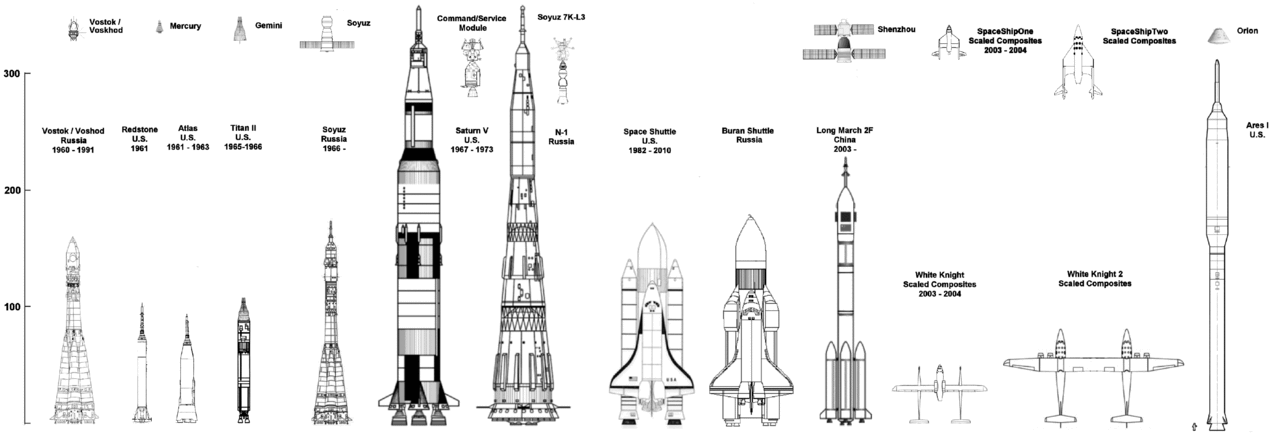 Vostok /
Voskhod
Mercury
Gemini
Soyuz
Command/Service
Module
Soyuz 7K-L3
Shenzhou
SpaceShipOne
Scaled Composites
2003 - 2004
SpaceShipTwo
Scaled Composites
Orion
300
200
100
Vostok / Voshod
Russia
1960 - 1991
Redstone
U.S.
1961
Atlas
U.S.
1961 - 1963
Titan II
U.S.
1965-1966
Soyuz
Russia
1966 -
Saturn V
U.S.
1967 - 1973
N-1
Russia
Space Shuttle
U.S.
1982 - 2010
Buran Shuttle
Russia
Long March 2F
China
2003 -
White Knight
Scaled Composites
2003 - 2004
White Knight 2
Scaled Composites
Ares I
U.S.
USA